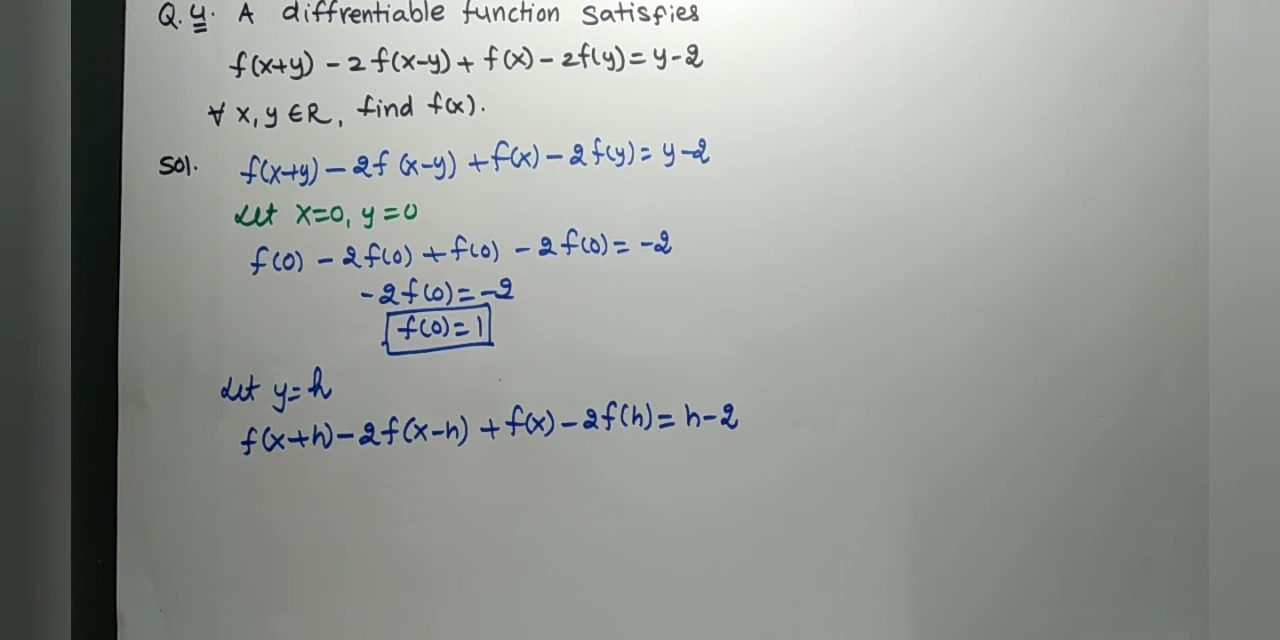 Q.4. A diffrentiable function satisfies
f(x+y) - 2f(x-y) + f(x) - 2f(y) = y-2
∀ x, y ∈ R, find f(x).
Sol. f(x+y) - 2f(x-y) + f(x) - 2f(y) = y-2
Let x=0, y=0
f(0) - 2f(0) + f(0) - 2f(0) = -2
-2f(0) = -2
f(0) = 1
Let y=h
f(x+h) - 2f(x-h) + f(x) - 2f(h) = h-2